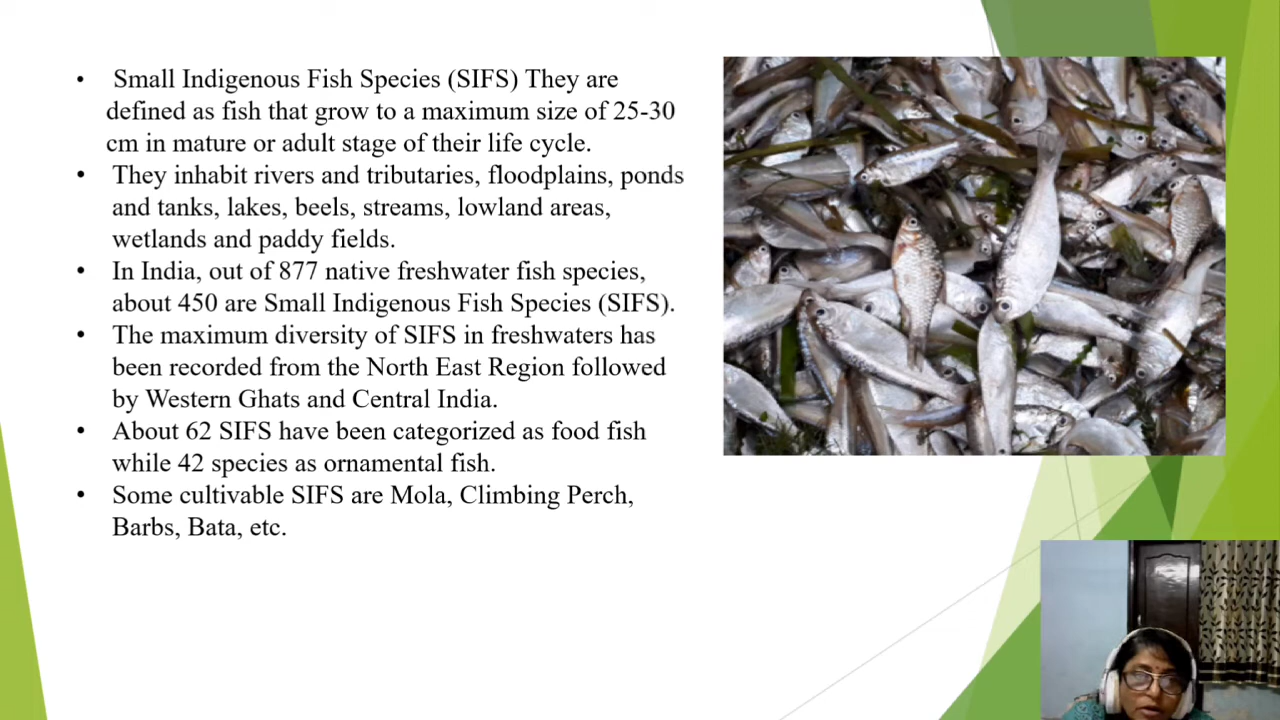 • Small Indigenous Fish Species (SIFS) They are
defined as fish that grow to a maximum size of 25-30
cm in mature or adult stage of their life cycle.
• They inhabit rivers and tributaries, floodplains, ponds
and tanks, lakes, beels, streams, lowland areas,
wetlands and paddy fields.
• In India, out of 877 native freshwater fish species,
about 450 are Small Indigenous Fish Species (SIFS).
• The maximum diversity of SIFS in freshwaters has
been recorded from the North East Region followed
by Western Ghats and Central India.
• About 62 SIFS have been categorized as food fish
while 42 species as ornamental fish.
• Some cultivable SIFS are Mola, Climbing Perch,
Barbs, Bata, etc.